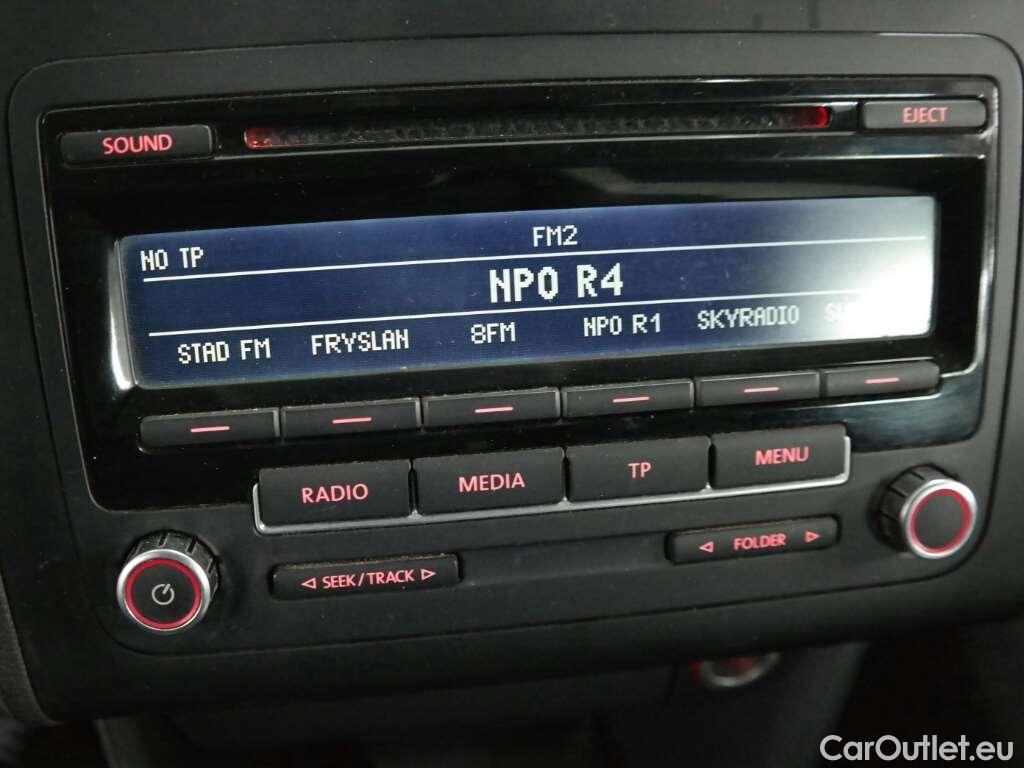 SOUND
EJECT
NO TP
FM2
NPO R4
STAD FM FRYSLAN 8FM NPO R1 SKYRADIO
RADIO MEDIA TP MENU
SEEK/TRACK
FOLDER
CarOutlet.eu